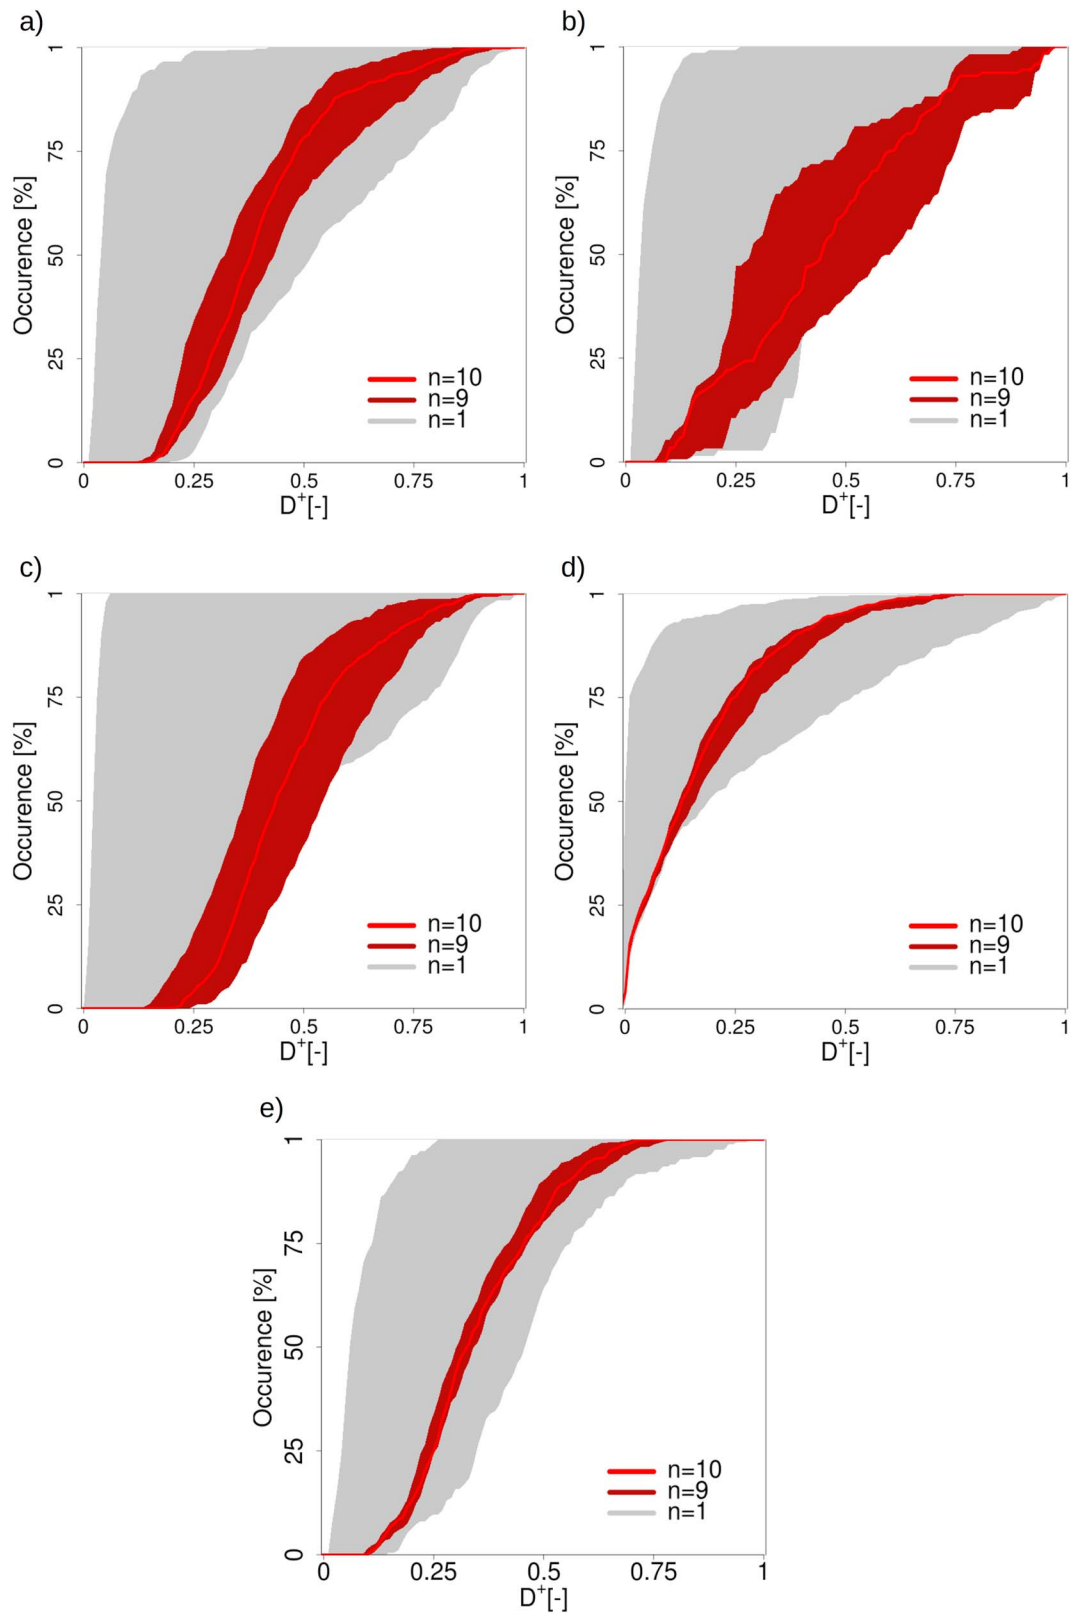 a)
Occurence [%]
1
75
50
25
0
n=10
n=9
n=1
0 0.25 0.5 0.75 1
D⁺[-]
b)
Occurence [%]
1
75
50
25
0
n=10
n=9
n=1
0 0.25 0.5 0.75 1
D⁺[-]
c)
Occurence [%]
1
75
50
25
0
n=10
n=9
n=1
0 0.25 0.5 0.75 1
D⁺[-]
d)
Occurence [%]
1
75
50
25
0
n=10
n=9
n=1
0 0.25 0.5 0.75 1
D⁺[-]
e)
Occurence [%]
1
75
50
25
0
n=10
n=9
n=1
0 0.25 0.5 0.75 1
D⁺[-]